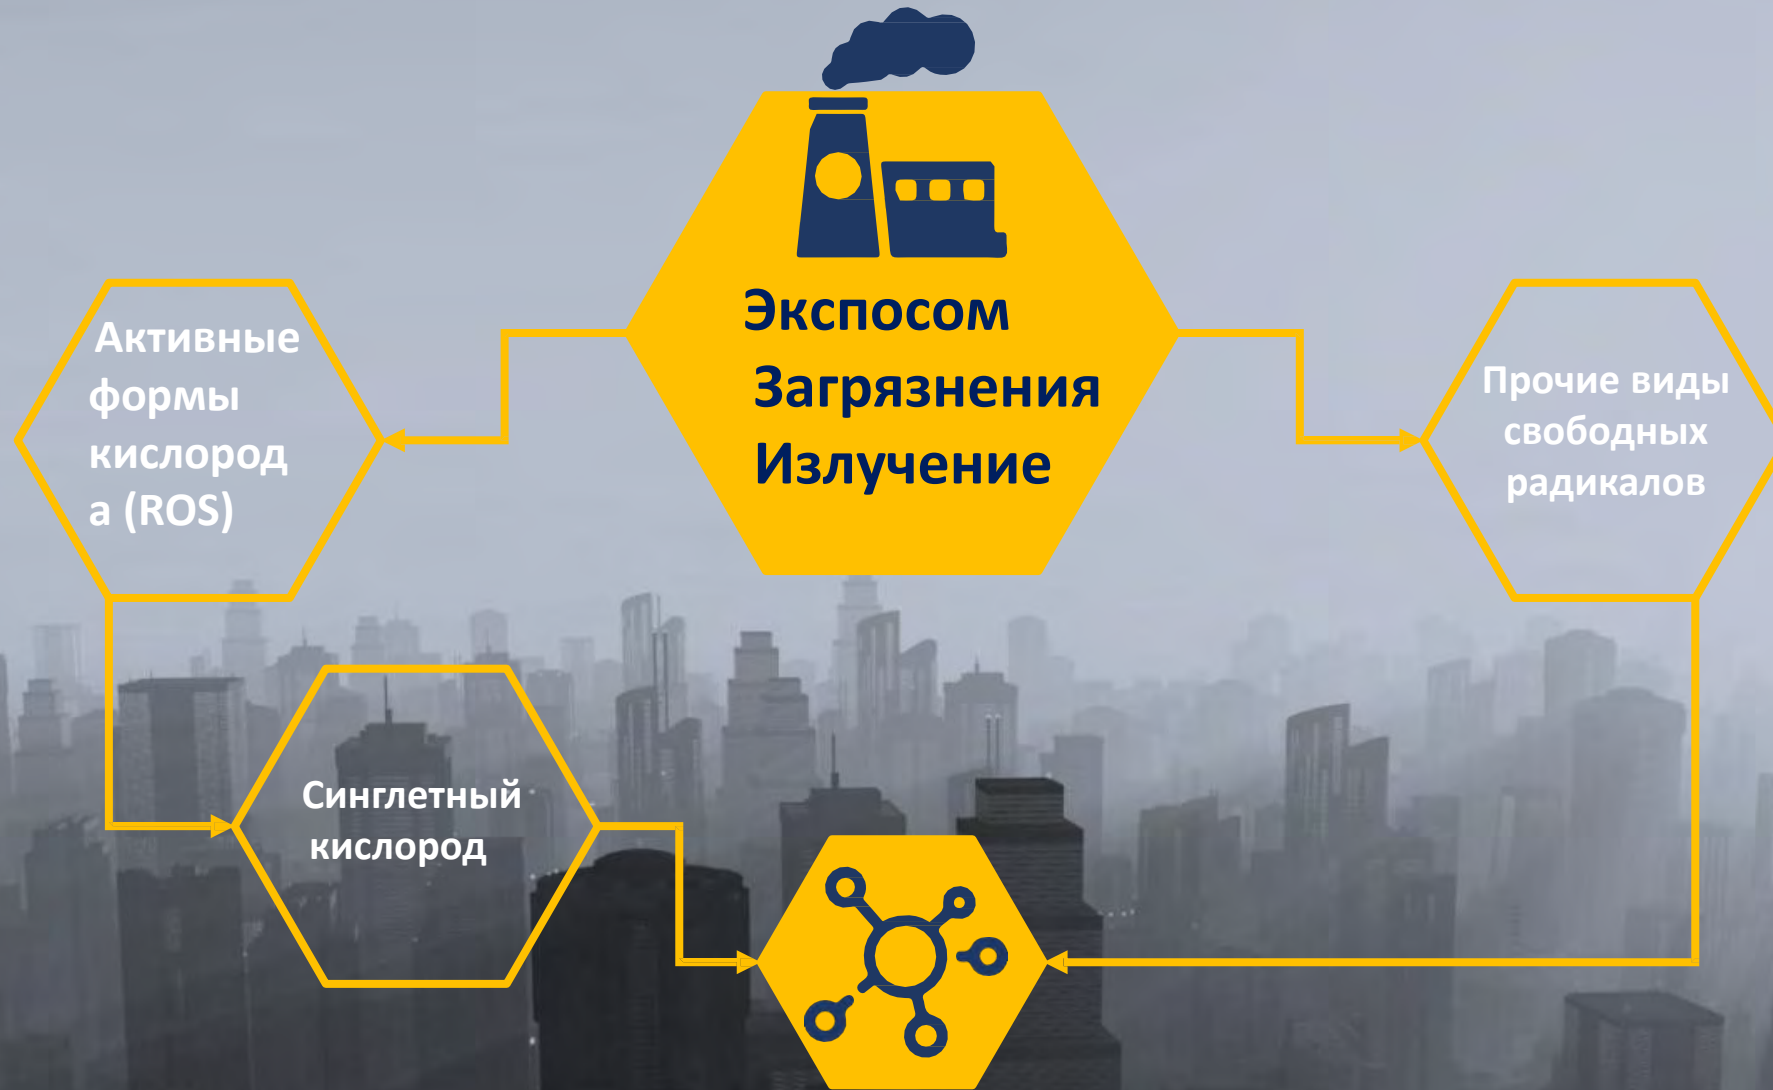 Экспосом
Загрязнения
Излучение
Активные
формы
кислород
а (ROS)
Прочие виды
свободных
радикалов
Синглетный
кислород